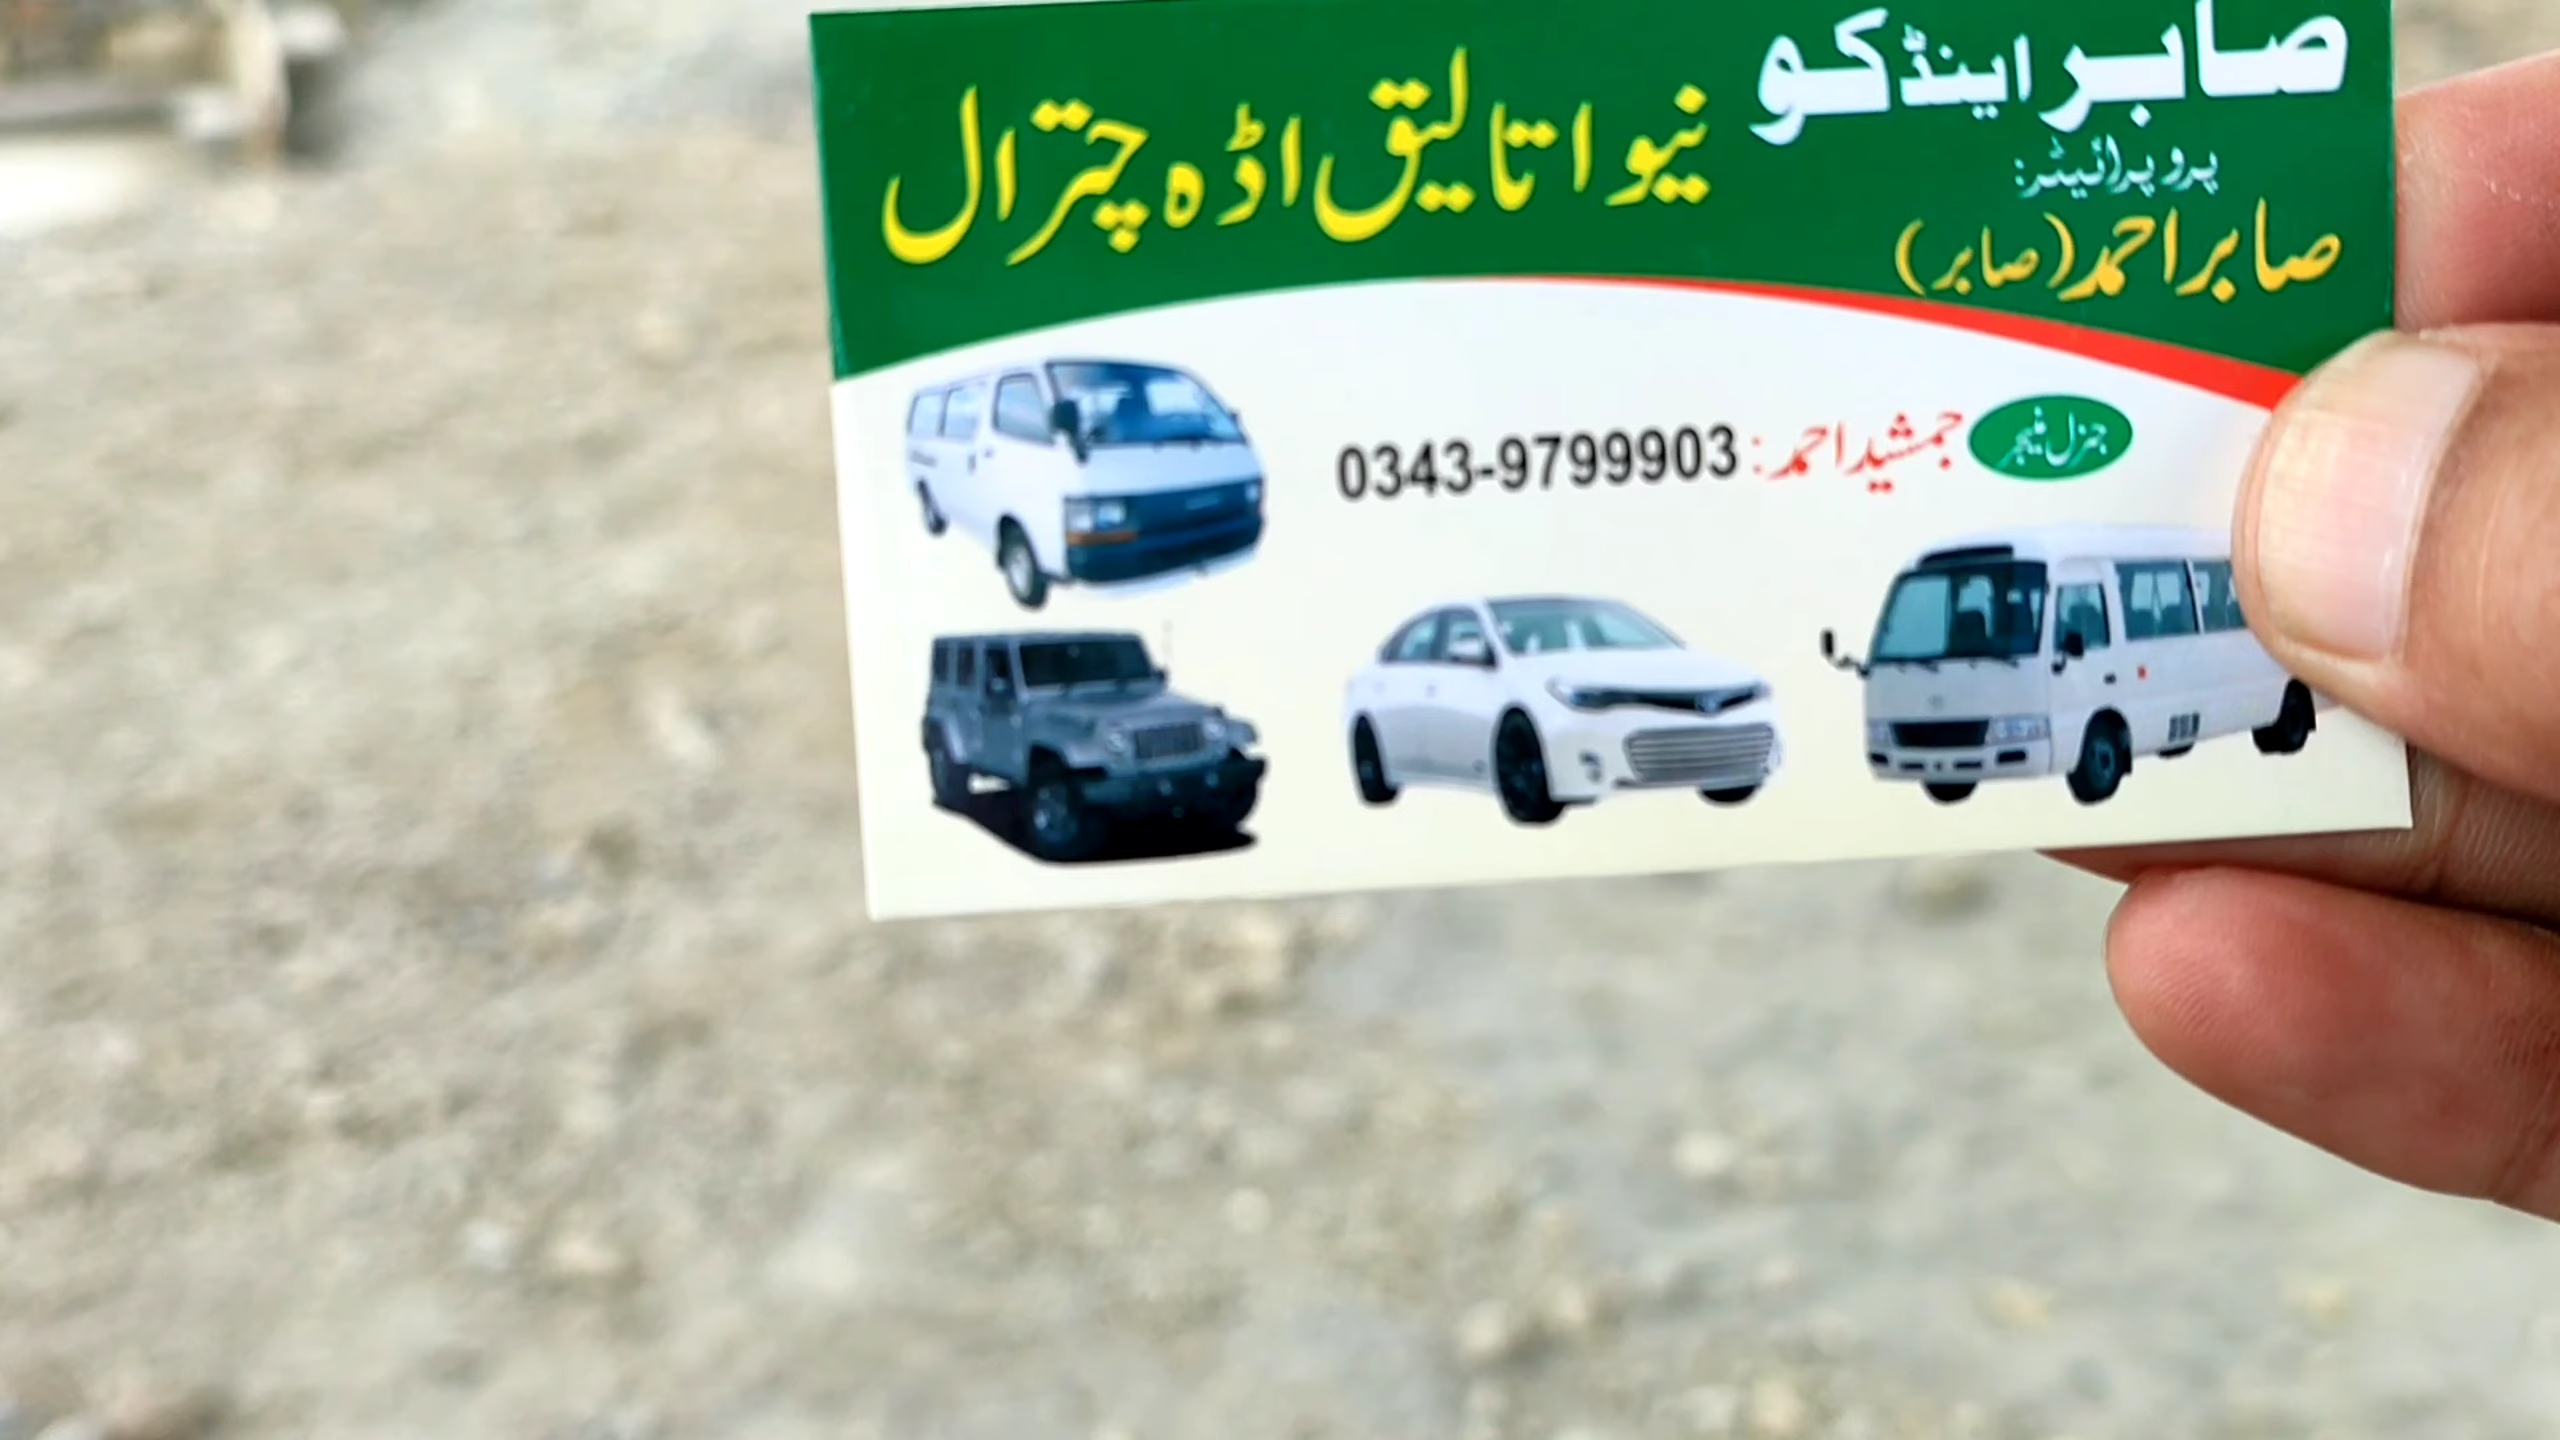 صابر اینڈ کو
پروپرائیٹر:
صابر احمد (صابر)
نیو اتالیق اڈہ چترال
جنرل منیجر جمشید احمد: 0343-9799903